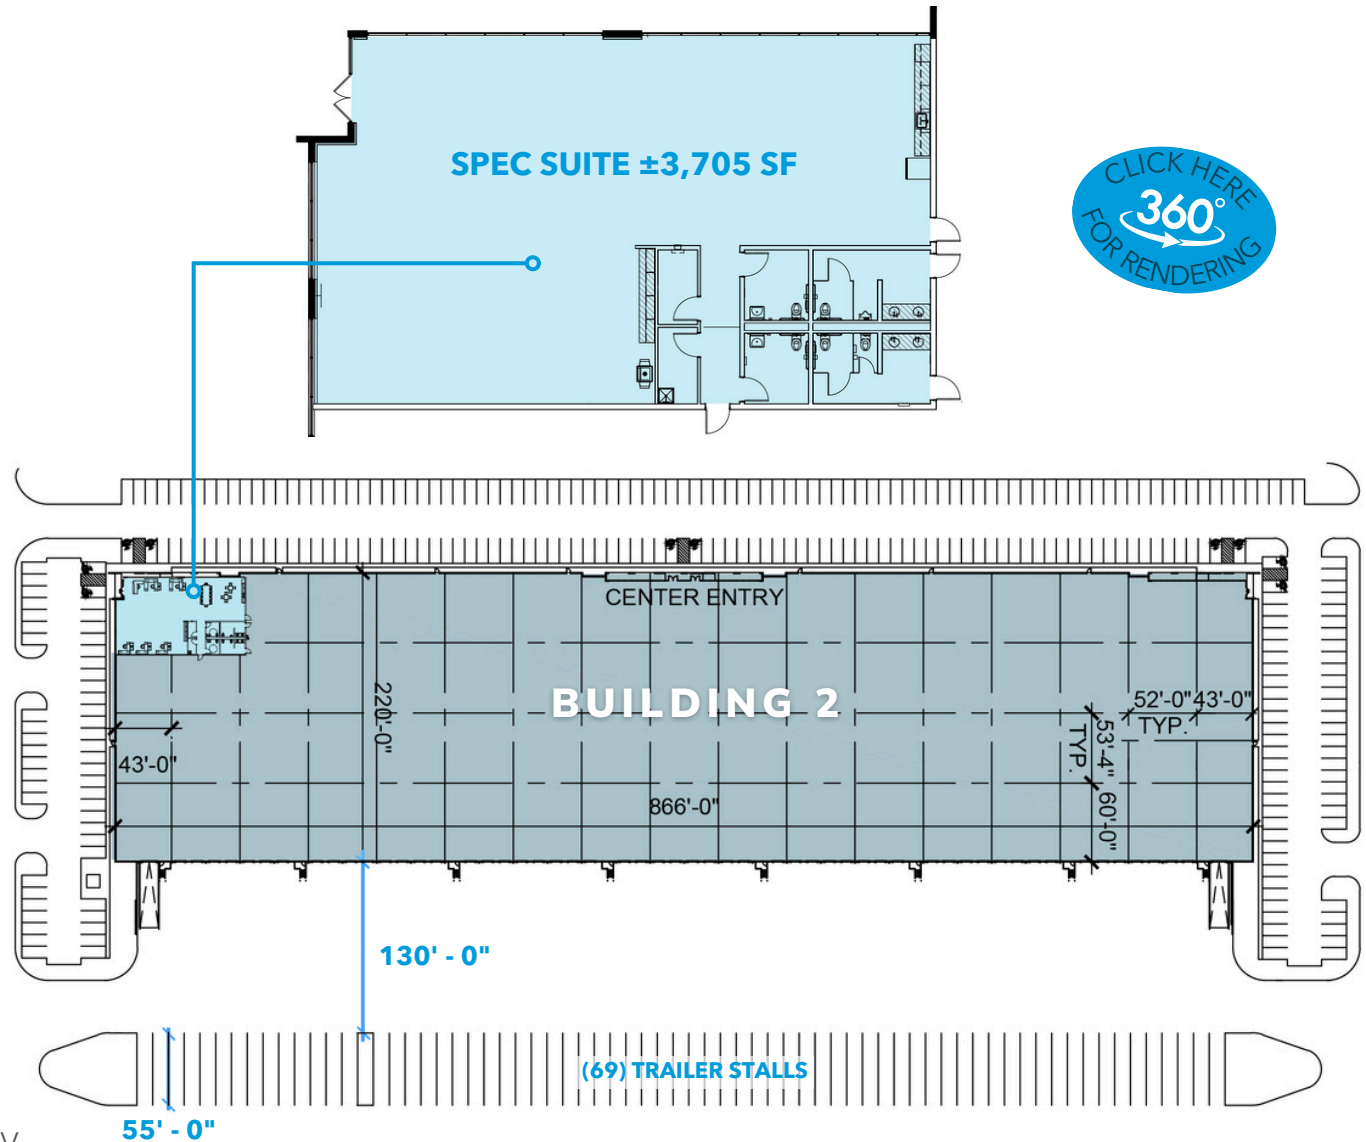 SPEC SUITE ±3,705 SF
CLICK HERE
360°
FOR RENDERING
CENTER ENTRY
BUILDING 2
220'-0"
52'-0"
43'-0"
TYP.
53'-4"
TYP.
43'-0"
866'-0"
60'-0"
130' - 0"
(69) TRAILER STALLS
55' - 0"